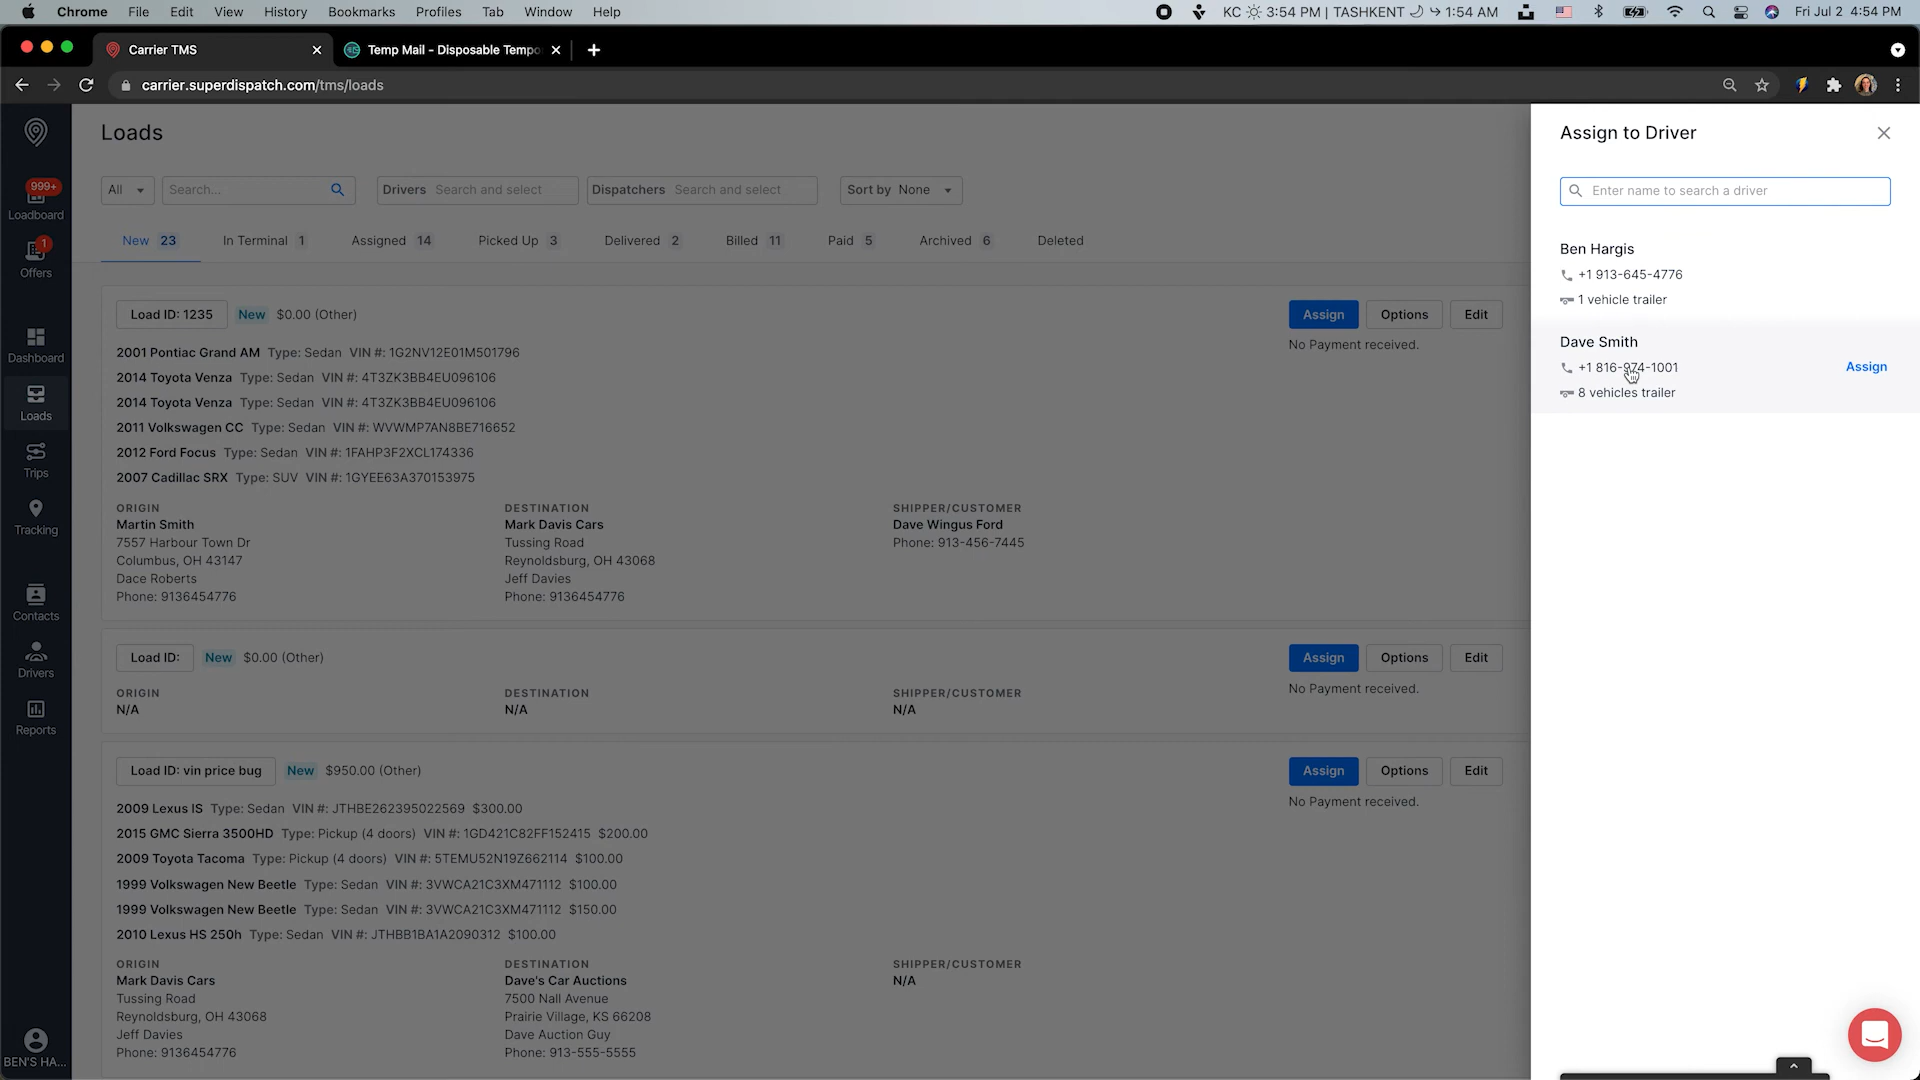 Chrome File Edit View History Bookmarks Profiles Tab Window Help
KC 3:54 PM | TASHKENT ↪ 1:54 AM
Fri Jul 2 4:54 PM
Carrier TMS
Temp Mail - Disposable Tempo
carrier.superdispatch.com/tms/loads
999+
Loadboard
1
Offers
Dashboard
Loads
Trips
Tracking
Contacts
Drivers
Reports
BEN'S HA...
Loads
All Search... Drivers Search and select Dispatchers Search and select Sort by None
New 23 In Terminal 1 Assigned 14 Picked Up 3 Delivered 2 Billed 11 Paid 5 Archived 6 Deleted
Load ID: 1235 New $0.00 (Other) Assign Options Edit
No Payment received.
2001 Pontiac Grand AM Type: Sedan VIN #: 1G2NV12E01M501796
2014 Toyota Venza Type: Sedan VIN #: 4T3ZK3BB4EU096106
2014 Toyota Venza Type: Sedan VIN #: 4T3ZK3BB4EU096106
2011 Volkswagen CC Type: Sedan VIN #: WVWMP7AN8BE716652
2012 Ford Focus Type: Sedan VIN #: 1FAHP3F2XCL174336
2007 Cadillac SRX Type: SUV VIN #: 1GYEE63A370153975
ORIGIN
Martin Smith
7557 Harbour Town Dr
Columbus, OH 43147
Dace Roberts
Phone: 9136454776
DESTINATION
Mark Davis Cars
Tussing Road
Reynoldsburg, OH 43068
Jeff Davies
Phone: 9136454776
SHIPPER/CUSTOMER
Dave Wingus Ford
Phone: 913-456-7445
Load ID: New $0.00 (Other) Assign Options Edit
No Payment received.
ORIGIN
N/A
DESTINATION
N/A
SHIPPER/CUSTOMER
N/A
Load ID: vin price bug New $950.00 (Other) Assign Options Edit
No Payment received.
2009 Lexus IS Type: Sedan VIN #: JTHBE262395022569 $300.00
2015 GMC Sierra 3500HD Type: Pickup (4 doors) VIN #: 1GD421C82FF152415 $200.00
2009 Toyota Tacoma Type: Pickup (4 doors) VIN #: 5TEMU52N19Z662114 $100.00
1999 Volkswagen New Beetle Type: Sedan VIN #: 3VWCA21C3XM471112 $100.00
1999 Volkswagen New Beetle Type: Sedan VIN #: 3VWCA21C3XM471112 $150.00
2010 Lexus HS 250h Type: Sedan VIN #: JTHBB1BA1A2090312 $100.00
ORIGIN
Mark Davis Cars
Tussing Road
Reynoldsburg, OH 43068
Jeff Davies
Phone: 9136454776
DESTINATION
Dave's Car Auctions
7500 Nall Avenue
Prairie Village, KS 66208
Dave Auction Guy
Phone: 913-555-5555
SHIPPER/CUSTOMER
N/A
Assign to Driver
Enter name to search a driver
Ben Hargis
+1 913-645-4776
1 vehicle trailer
Dave Smith
+1 816-974-1001
Assign
8 vehicles trailer